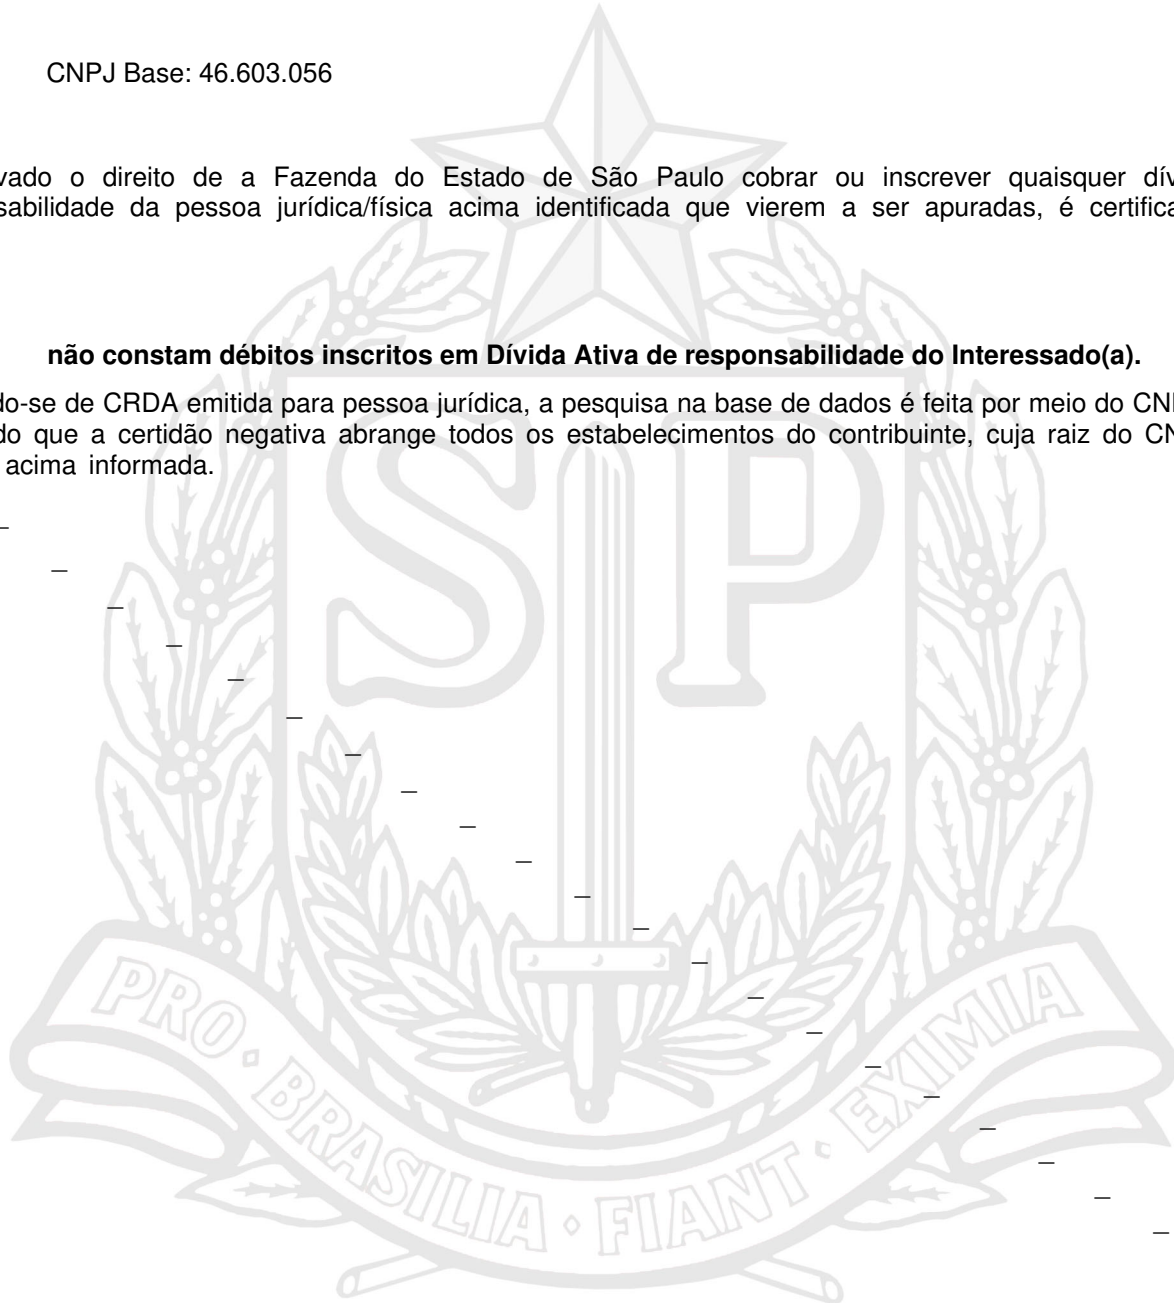 CNPJ Base: 46.603.056
vado o direito de a Fazenda do Estado de São Paulo cobrar ou inscrever quaisquer dív
sabilidade da pessoa jurídica/física acima identificada que vierem a ser apuradas, é certifica
não constam débitos inscritos em Dívida Ativa de responsabilidade do Interessado(a).
do-se de CRDA emitida para pessoa jurídica, a pesquisa na base de dados é feita por meio do CN
do que a certidão negativa abrange todos os estabelecimentos do contribuinte, cuja raiz do CN
acima informada.
SP
PRO · BRASILIA · FIANT · EXIMIA